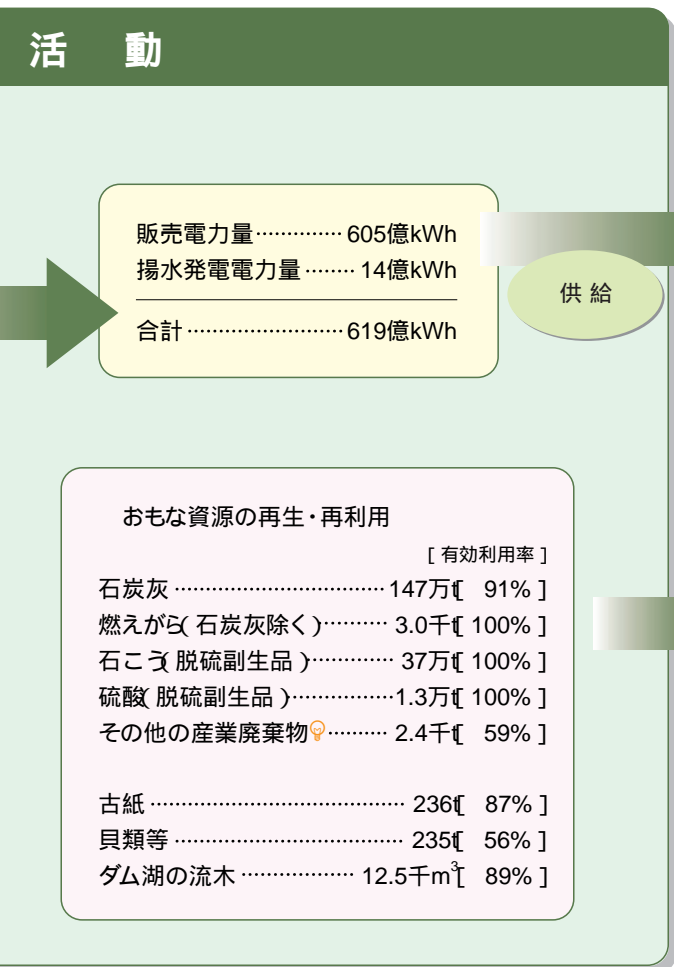 活 動
販売電力量…………… 605億kWh
揚水発電電力量…….. 14億kWh
合計……………………619億kWh
供 給
おもな資源の再生・再利用
[ 有効利用率 ]
石炭灰 ……………………………147万t[ 91% ]
燃えがら( 石炭灰除く )………… 3.0千t[ 100% ]
石こう( 脱硫副生品 )…………… 37万t[ 100% ]
硫酸( 脱硫副生品 )……………1.3万t[ 100% ]
その他の産業廃棄物………… 2.4千t[ 59% ]
古紙 …………………………………… 236t[ 87% ]
貝類等 ……………………………… 235t[ 56% ]
ダム湖の流木 ……………… 12.5千m³[ 89% ]